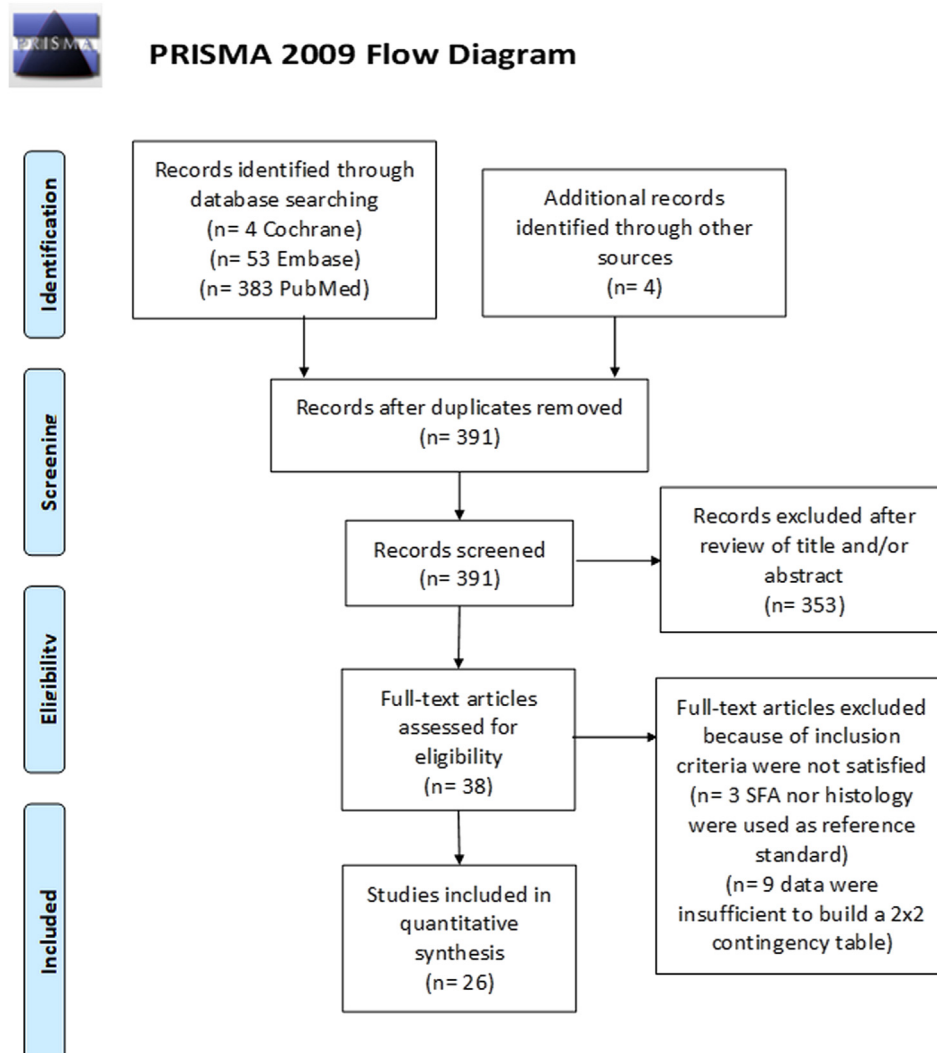 PRISMA
PRISMA 2009 Flow Diagram
Identification
Records identified through
database searching
(n= 4 Cochrane)
(n= 53 Embase)
(n= 383 PubMed)
Additional records
identified through other
sources
(n= 4)
Screening
Records after duplicates removed
(n= 391)
Records screened
(n= 391)
Records excluded after
review of title and/or
abstract
(n= 353)
Eligibility
Full-text articles
assessed for
eligibility
(n= 38)
Full-text articles excluded
because of inclusion
criteria were not satisfied
(n= 3 SFA nor histology
were used as reference
standard)
(n= 9 data were
insufficient to build a 2x2
contingency table)
Included
Studies included in
quantitative
synthesis
(n= 26)